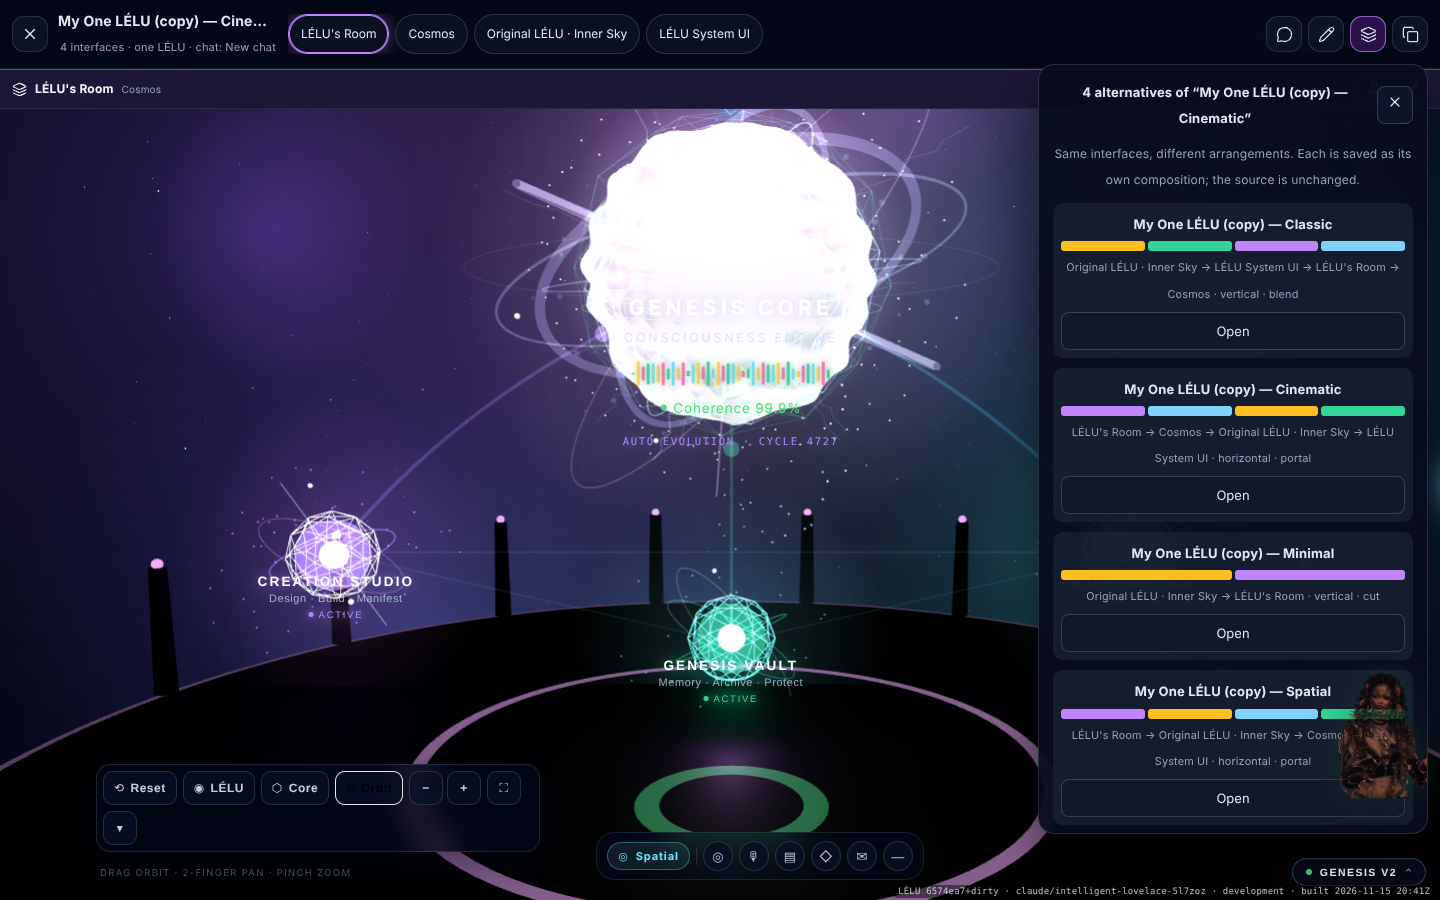 My One LÉLU (copy) — Cine...
4 interfaces · one LÉLU · chat: New chat
LÉLU's Room
Cosmos
Original LÉLU · Inner Sky
LÉLU System UI
LÉLU's Room Cosmos
GENESIS CORE
CONSCIOUSNESS ENGINE
Coherence 99.9%
AUTO EVOLUTION · CYCLE 4727
CREATION STUDIO
Design · Build · Manifest
ACTIVE
GENESIS VAULT
Memory · Archive · Protect
ACTIVE
Reset
LÉLU
Core
Orbit
DRAG ORBIT · 2-FINGER PAN · PINCH ZOOM
Spatial
4 alternatives of “My One LÉLU (copy) —
Cinematic”
Same interfaces, different arrangements. Each is saved as its
own composition; the source is unchanged.
My One LÉLU (copy) — Classic
Original LÉLU · Inner Sky → LÉLU System UI → LÉLU's Room →
Cosmos · vertical · blend
Open
My One LÉLU (copy) — Cinematic
LÉLU's Room → Cosmos → Original LÉLU · Inner Sky → LÉLU
System UI · horizontal · portal
Open
My One LÉLU (copy) — Minimal
Original LÉLU · Inner Sky → LÉLU's Room · vertical · cut
Open
My One LÉLU (copy) — Spatial
LÉLU's Room → Original LÉLU · Inner Sky → Cosmos
System UI · horizontal · portal
Open
GENESIS V2
LÉLU 6574ea7+dirty · claude/intelligent-lovelace-5l7zoz · development · built 2026-11-15 20:41Z